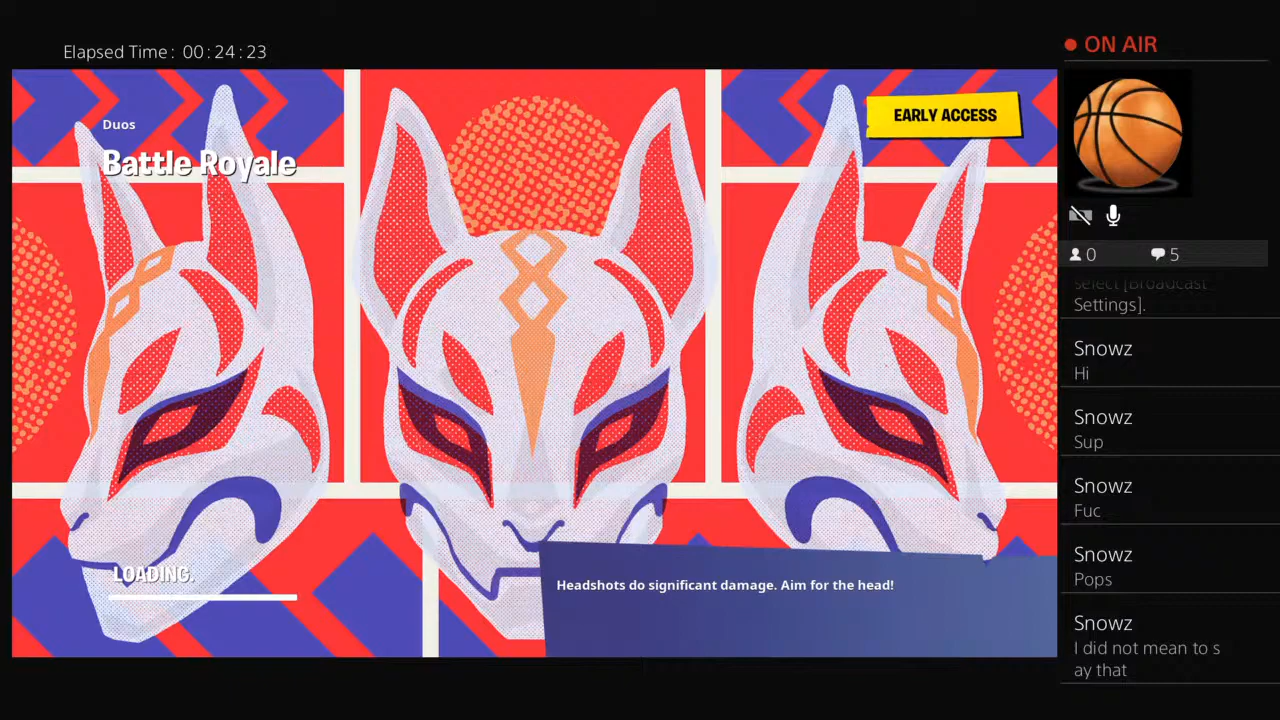 Elapsed Time: 00:24:23
ON AIR
Duos
Battle Royale
EARLY ACCESS
0 5
select [Broadcast
Settings].
Snowz
Hi
Snowz
Sup
Snowz
Fuc
Snowz
Pops
Snowz
I did not mean to s
ay that
LOADING.
Headshots do significant damage. Aim for the head!